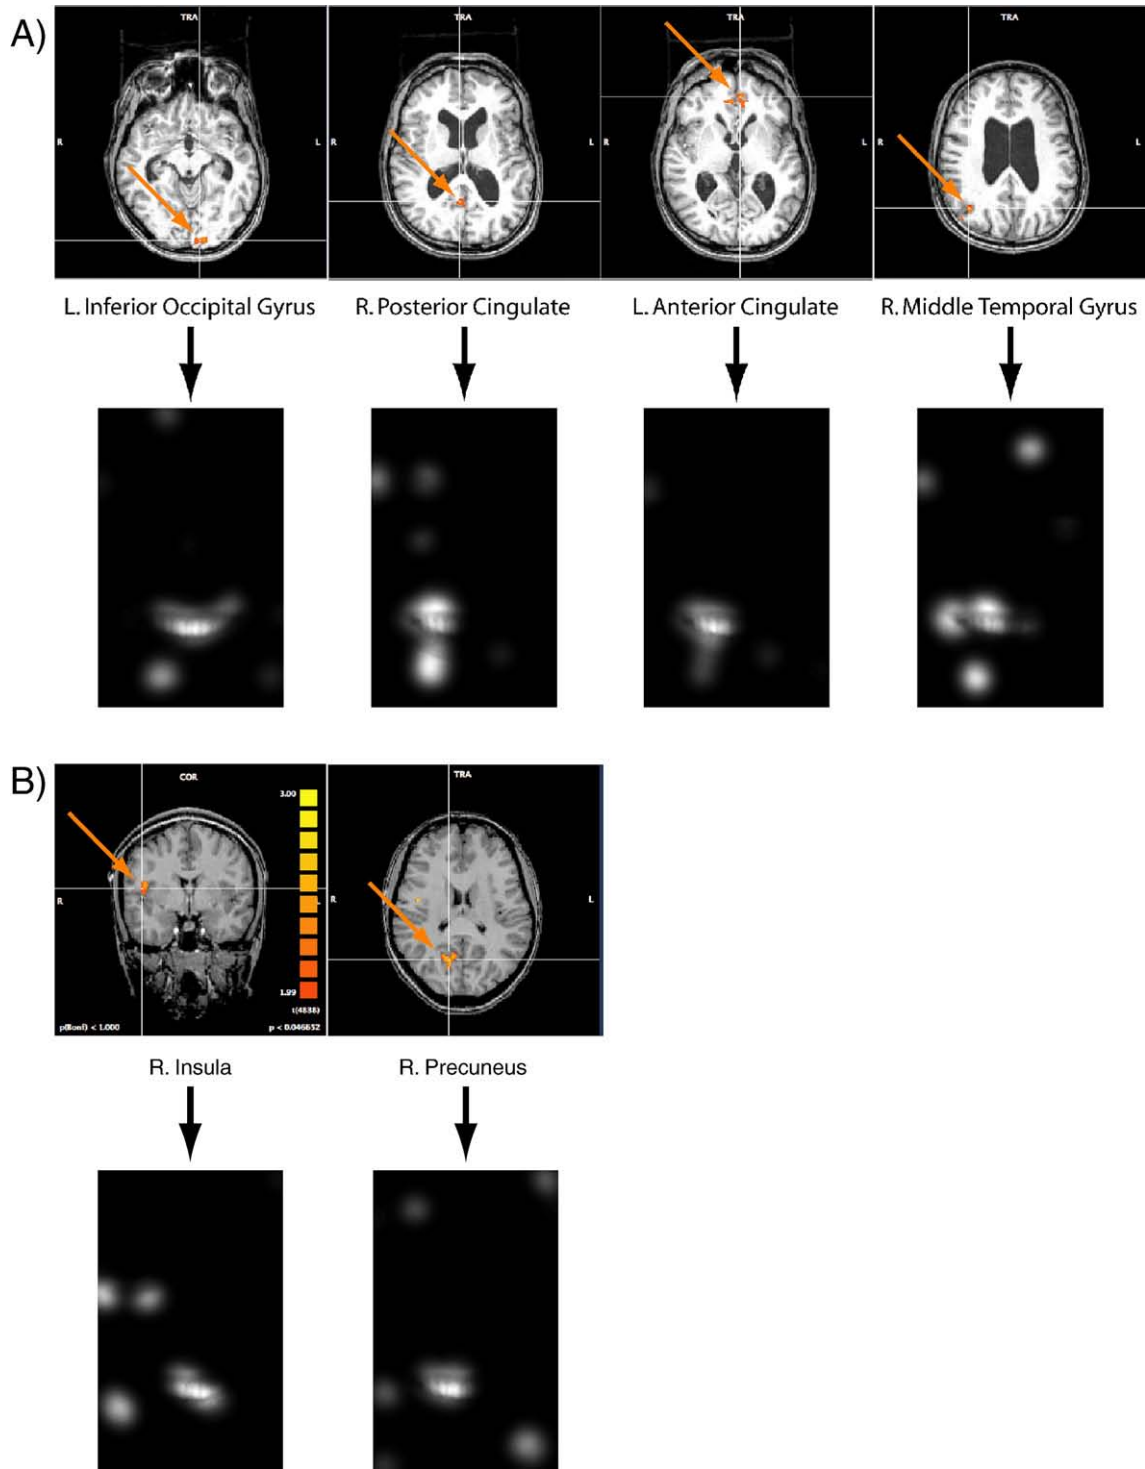 A)
TRA
TRA
TRA
TRA
R
L
R
L
R
L
R
L
L. Inferior Occipital Gyrus
R. Posterior Cingulate
L. Anterior Cingulate
R. Middle Temporal Gyrus
B)
COR
TRA
3.00
R
R
L
1.99
t(4838)
p(Bonf) < 1.000
p < 0.046652
R. Insula
R. Precuneus